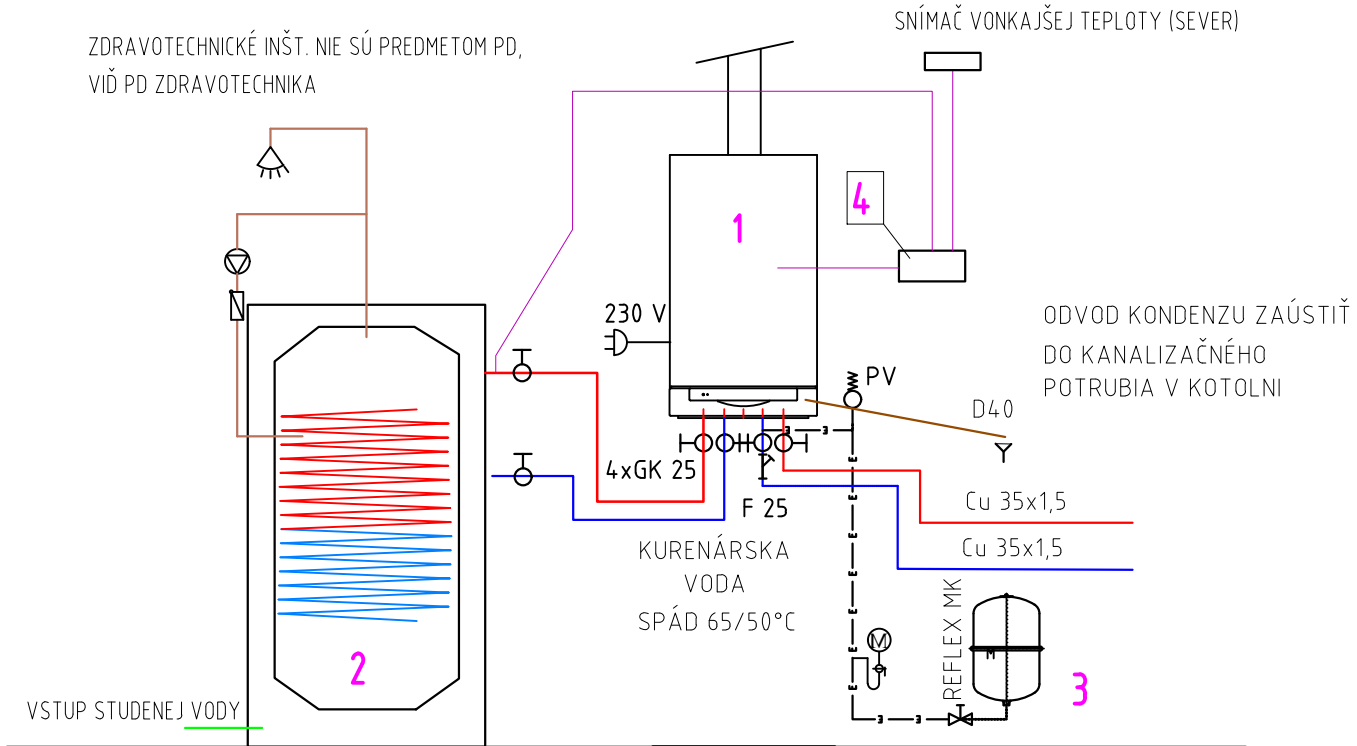 SNÍMAČ VONKAJŠEJ TEPLOTY (SEVER)
ZDRAVOTECHNICKÉ INŠT. NIE SÚ PREDMETOM PD,
VIĎ PD ZDRAVOTECHNIKA
4
1
230 V
ODVOD KONDENZU ZAÚSTIŤ
DO KANALIZAČNÉHO
POTRUBIA V KOTOLNI
PV
D40
4xGK 25
F 25
Cu 35x1,5
Cu 35x1,5
KURENÁRSKA
VODA
SPÁD 65/50°C
REFLEX MK
M
M
2
3
VSTUP STUDENEJ VODY